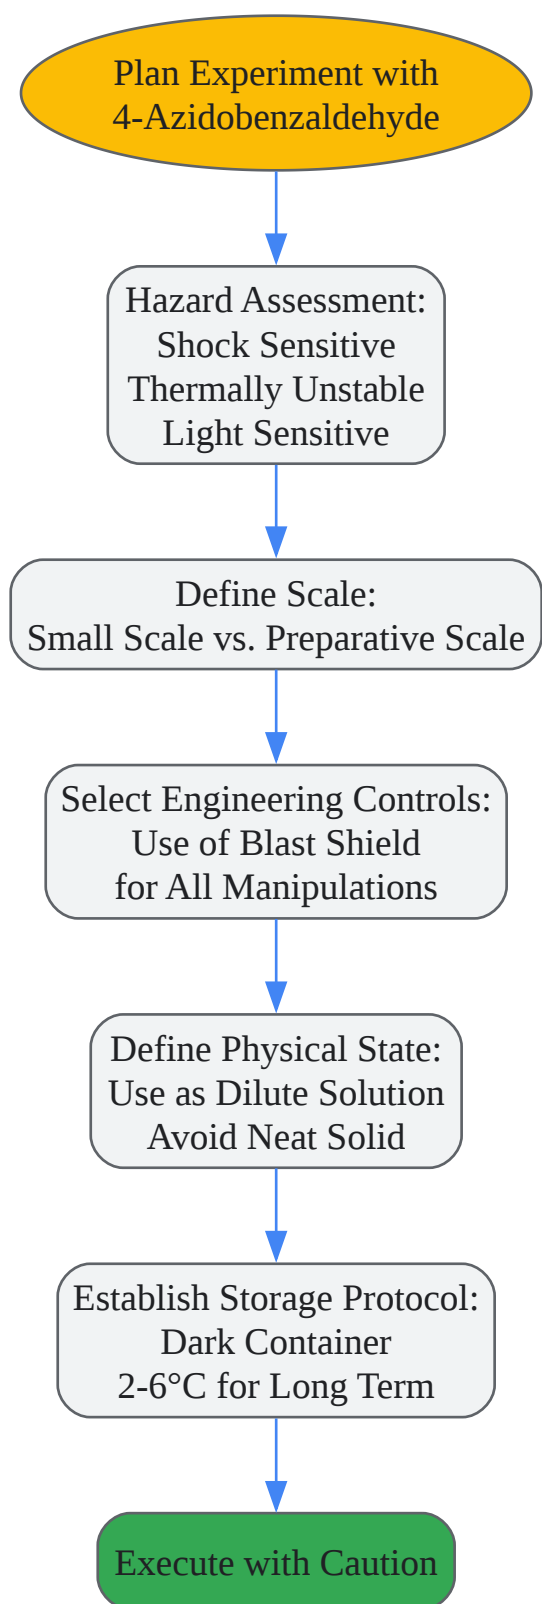 Plan Experiment with
4-Azidobenzaldehyde
Hazard Assessment:
Shock Sensitive
Thermally Unstable
Light Sensitive
Define Scale:
Small Scale vs. Preparative Scale
Select Engineering Controls:
Use of Blast Shield
for All Manipulations
Define Physical State:
Use as Dilute Solution
Avoid Neat Solid
Establish Storage Protocol:
Dark Container
2-6°C for Long Term
Execute with Caution